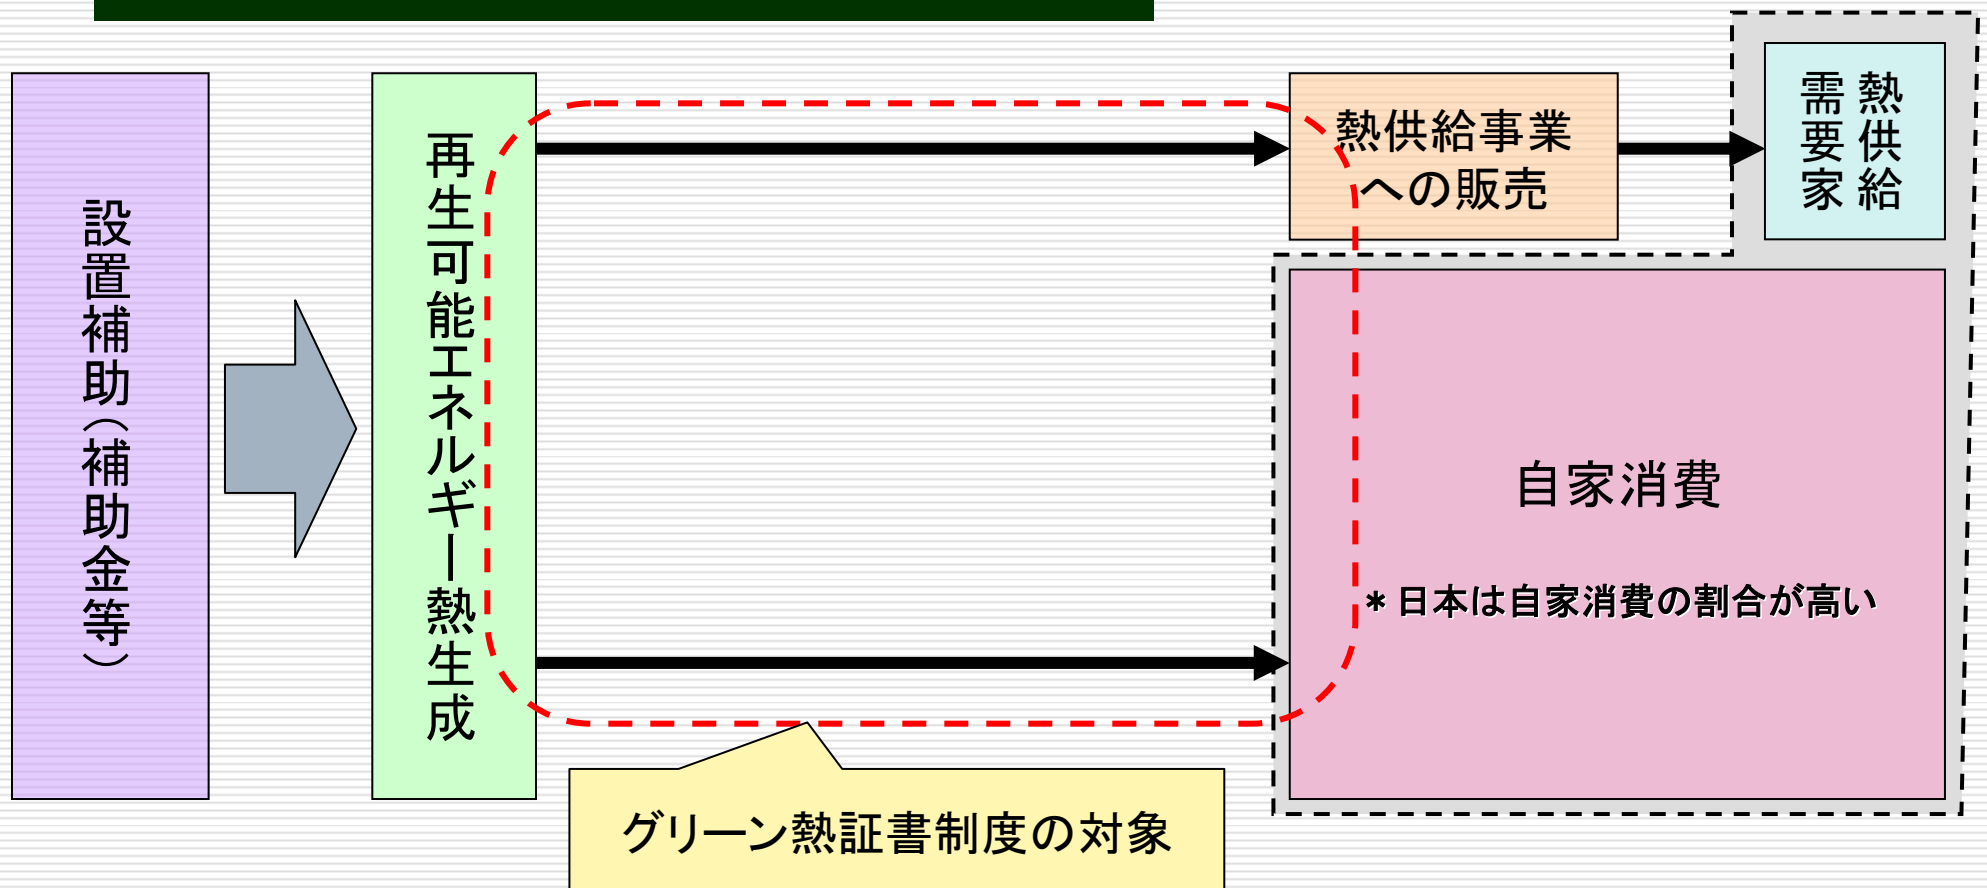 設置補助（補助金等）
再生可能エネルギー熱生成
熱供給事業
への販売
熱供給
需要家
自家消費
＊日本は自家消費の割合が高い
グリーン熱証書制度の対象